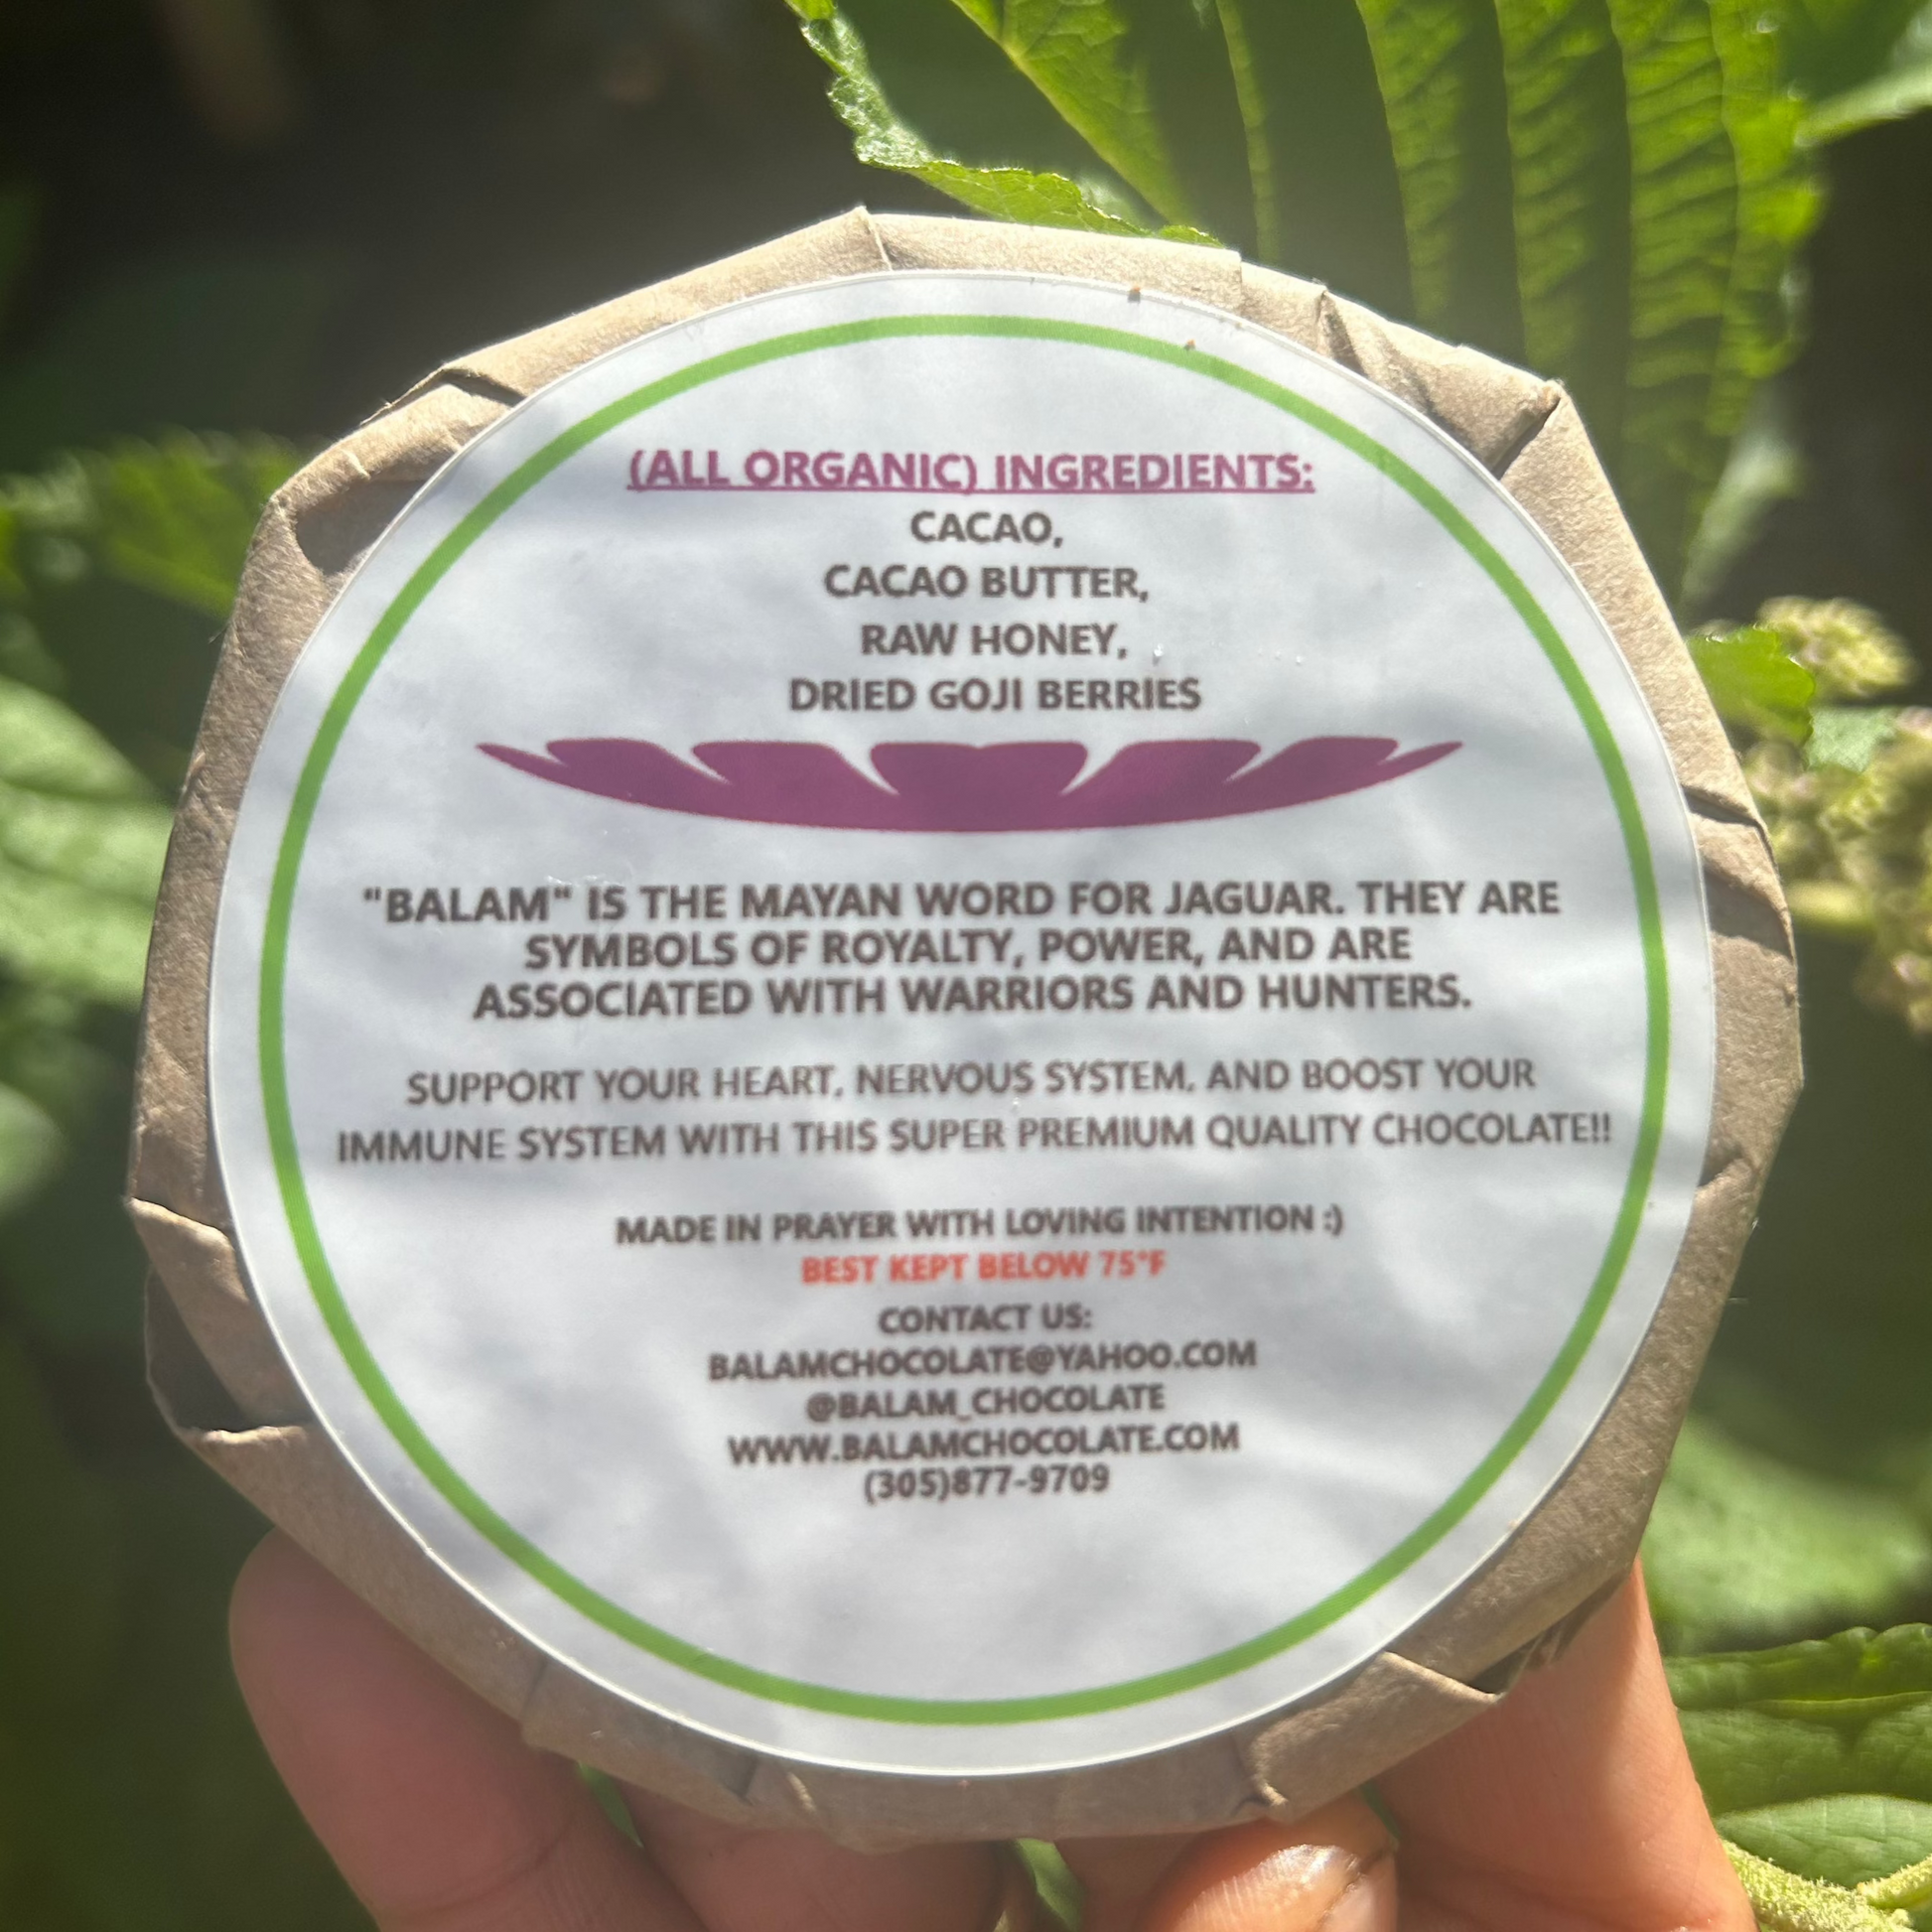 (ALL ORGANIC) INGREDIENTS:
CACAO,
CACAO BUTTER,
RAW HONEY,
DRIED GOJI BERRIES
"BALAM" IS THE MAYAN WORD FOR JAGUAR. THEY ARE
SYMBOLS OF ROYALTY, POWER, AND ARE
ASSOCIATED WITH WARRIORS AND HUNTERS.
SUPPORT YOUR HEART, NERVOUS SYSTEM, AND BOOST YOUR
IMMUNE SYSTEM WITH THIS SUPER PREMIUM QUALITY CHOCOLATE!!
MADE IN PRAYER WITH LOVING INTENTION :)
BEST KEPT BELOW 75°F
CONTACT US:
BALAMCHOCOLATE@YAHOO.COM
@BALAM_CHOCOLATE
WWW.BALAMCHOCOLATE.COM
(305)877-9709